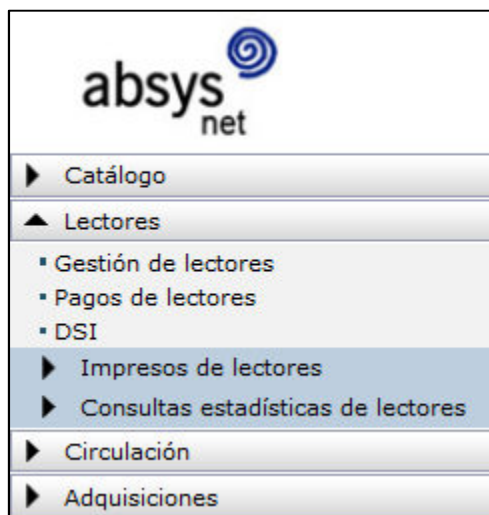 absys
net
Catálogo
Lectores
Gestión de lectores
Pagos de lectores
DSI
Impresos de lectores
Consultas estadísticas de lectores
Circulación
Adquisiciones